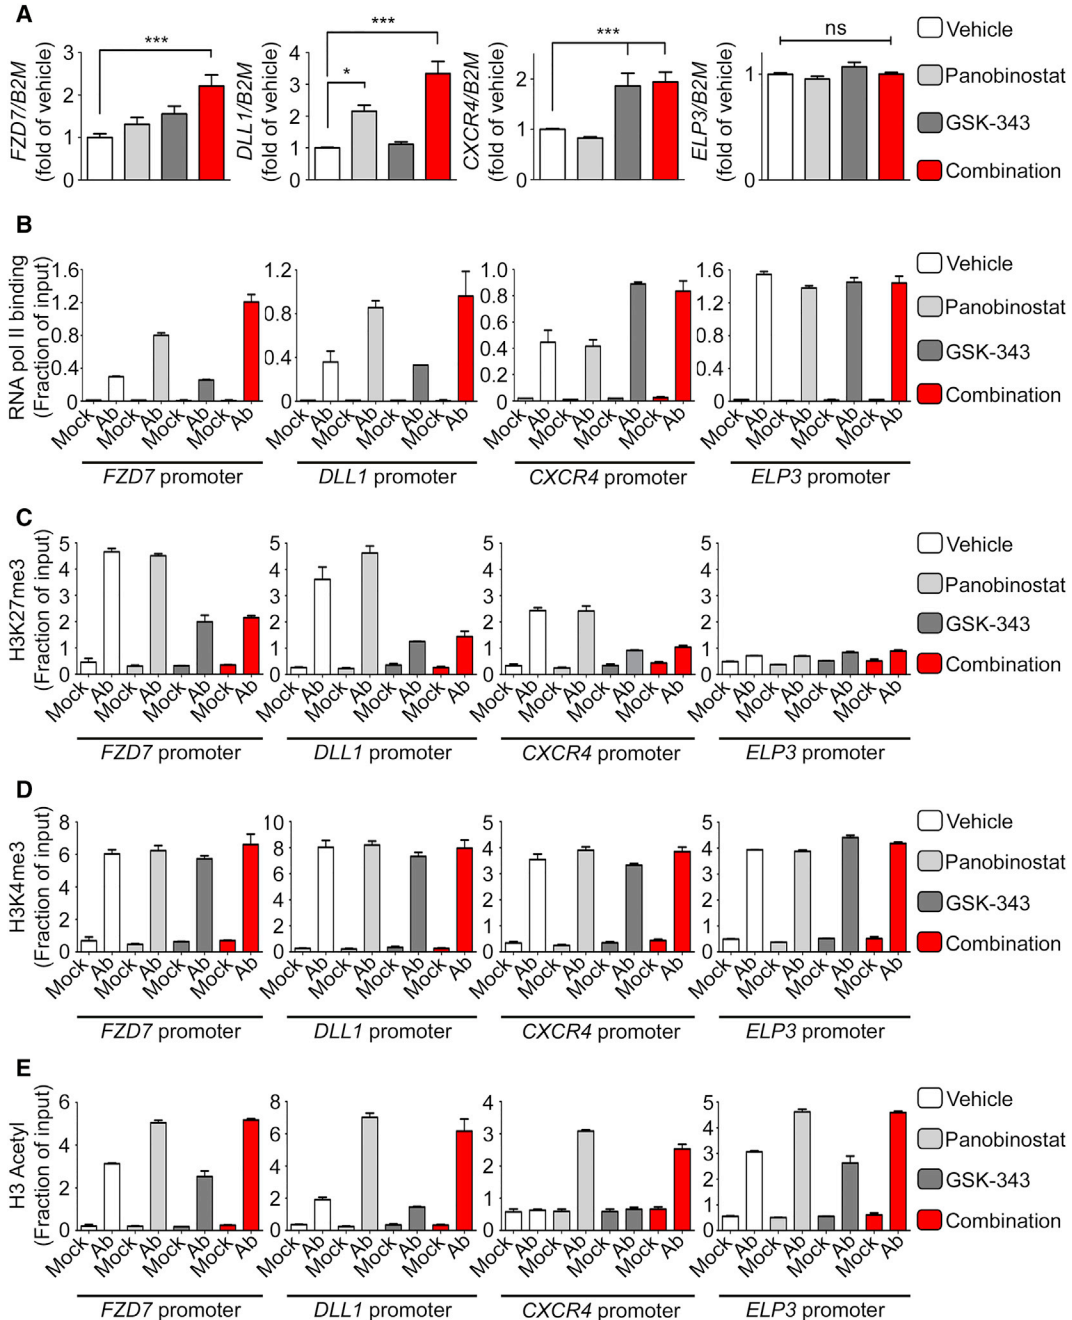 A
FZD7/B2M
(fold of vehicle)
3
2
1
0
***
DLL1/B2M
(fold of vehicle)
4
3
2
1
0
*
***
CXCR4/B2M
(fold of vehicle)
2
1
0
***
ELP3/B2M
(fold of vehicle)
1
0
ns
Vehicle
Panobinostat
GSK-343
Combination
B
RNA pol II binding
(Fraction of input)
1.6
1.2
0.8
0.4
0
Mock Ab Mock Ab Mock Ab Mock Ab
FZD7 promoter
1.2
0.8
0.4
0
Mock Ab Mock Ab Mock Ab Mock Ab
DLL1 promoter
1.0
0.8
0.6
0.4
0.2
0
Mock Ab Mock Ab Mock Ab Mock Ab
CXCR4 promoter
1.6
1.2
0.8
0.4
0
Mock Ab Mock Ab Mock Ab Mock Ab
ELP3 promoter
Vehicle
Panobinostat
GSK-343
Combination
C
H3K27me3
(Fraction of input)
5
4
3
2
1
0
Mock Ab Mock Ab Mock Ab Mock Ab
FZD7 promoter
5
4
3
2
1
0
Mock Ab Mock Ab Mock Ab Mock Ab
DLL1 promoter
5
4
3
2
1
0
Mock Ab Mock Ab Mock Ab Mock Ab
CXCR4 promoter
5
4
3
2
1
0
Mock Ab Mock Ab Mock Ab Mock Ab
ELP3 promoter
Vehicle
Panobinostat
GSK-343
Combination
D
H3K4me3
(Fraction of input)
8
6
4
2
0
Mock Ab Mock Ab Mock Ab Mock Ab
FZD7 promoter
10
8
6
4
2
0
Mock Ab Mock Ab Mock Ab Mock Ab
DLL1 promoter
5
4
3
2
1
0
Mock Ab Mock Ab Mock Ab Mock Ab
CXCR4 promoter
5
4
3
2
1
0
Mock Ab Mock Ab Mock Ab Mock Ab
ELP3 promoter
Vehicle
Panobinostat
GSK-343
Combination
E
H3 Acetyl
(Fraction of input)
6
4
2
0
Mock Ab Mock Ab Mock Ab Mock Ab
FZD7 promoter
8
6
4
2
0
Mock Ab Mock Ab Mock Ab Mock Ab
DLL1 promoter
4
3
2
1
0
Mock Ab Mock Ab Mock Ab Mock Ab
CXCR4 promoter
5
4
3
2
1
0
Mock Ab Mock Ab Mock Ab Mock Ab
ELP3 promoter
Vehicle
Panobinostat
GSK-343
Combination